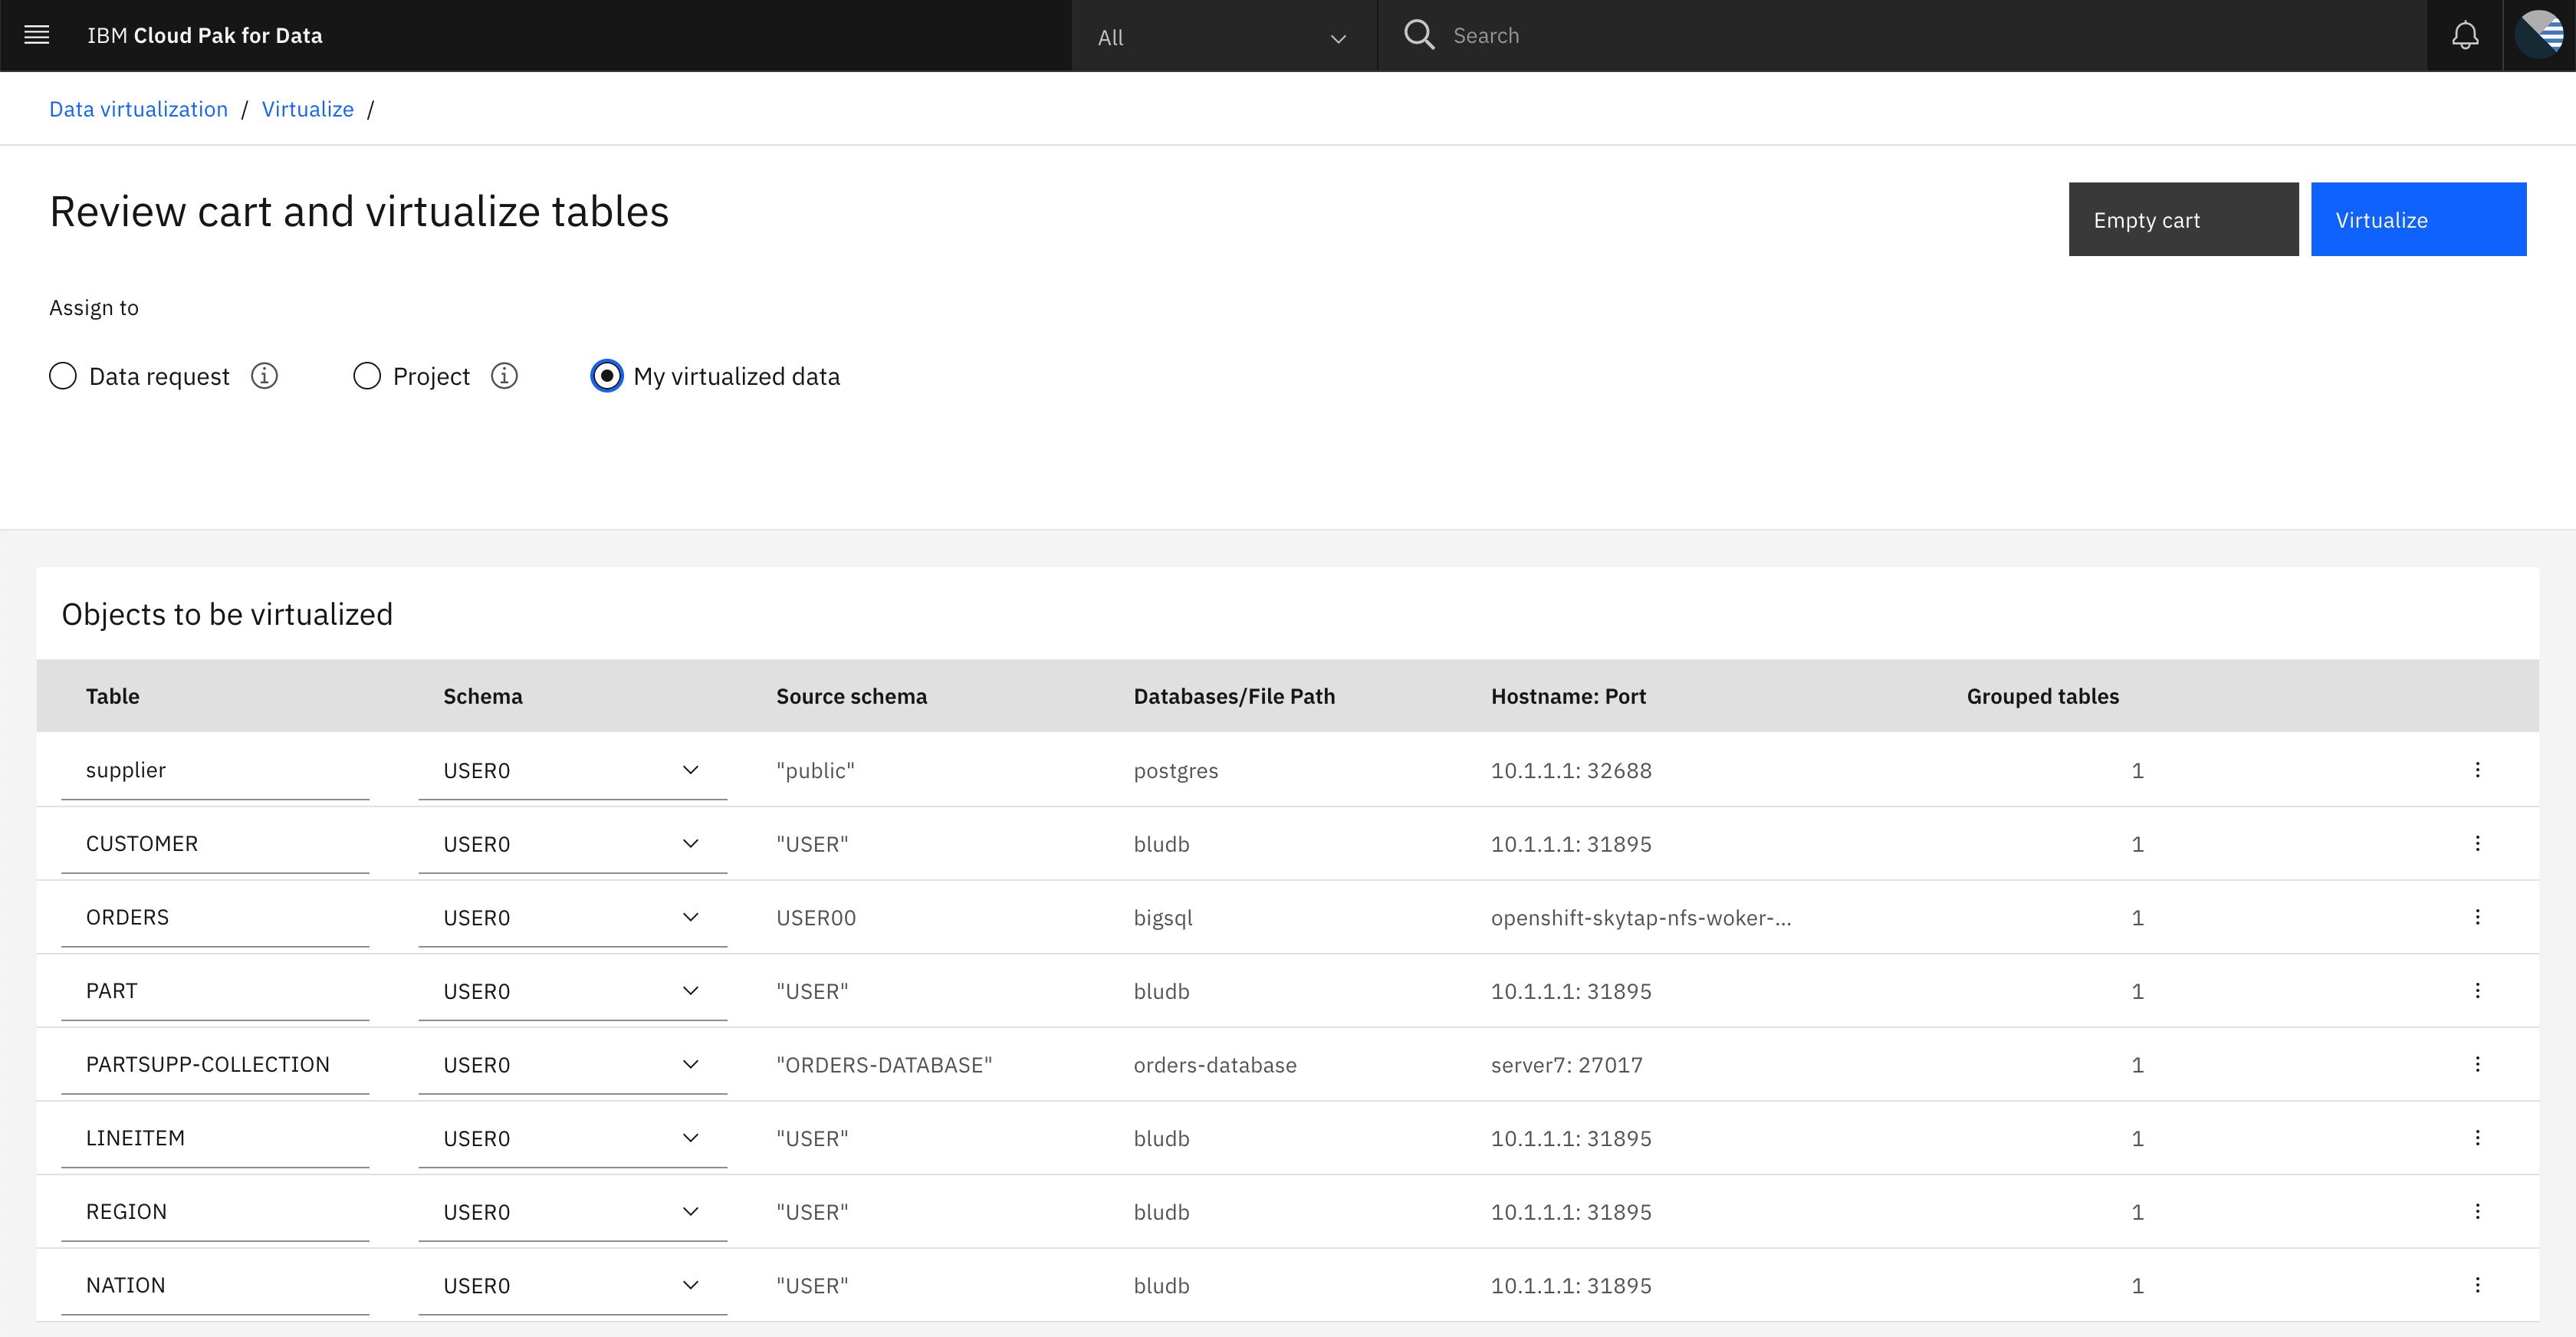 IBM Cloud Pak for Data All Search
Data virtualization / Virtualize /
Review cart and virtualize tables Empty cart Virtualize
Assign to
Data request Project My virtualized data
Objects to be virtualized
Table Schema Source schema Databases/File Path Hostname: Port Grouped tables
supplier USER0 "public" postgres 10.1.1.1: 32688 1
CUSTOMER USER0 "USER" bludb 10.1.1.1: 31895 1
ORDERS USER0 USER00 bigsql openshift-skytap-nfs-woker-... 1
PART USER0 "USER" bludb 10.1.1.1: 31895 1
PARTSUPP-COLLECTION USER0 "ORDERS-DATABASE" orders-database server7: 27017 1
LINEITEM USER0 "USER" bludb 10.1.1.1: 31895 1
REGION USER0 "USER" bludb 10.1.1.1: 31895 1
NATION USER0 "USER" bludb 10.1.1.1: 31895 1